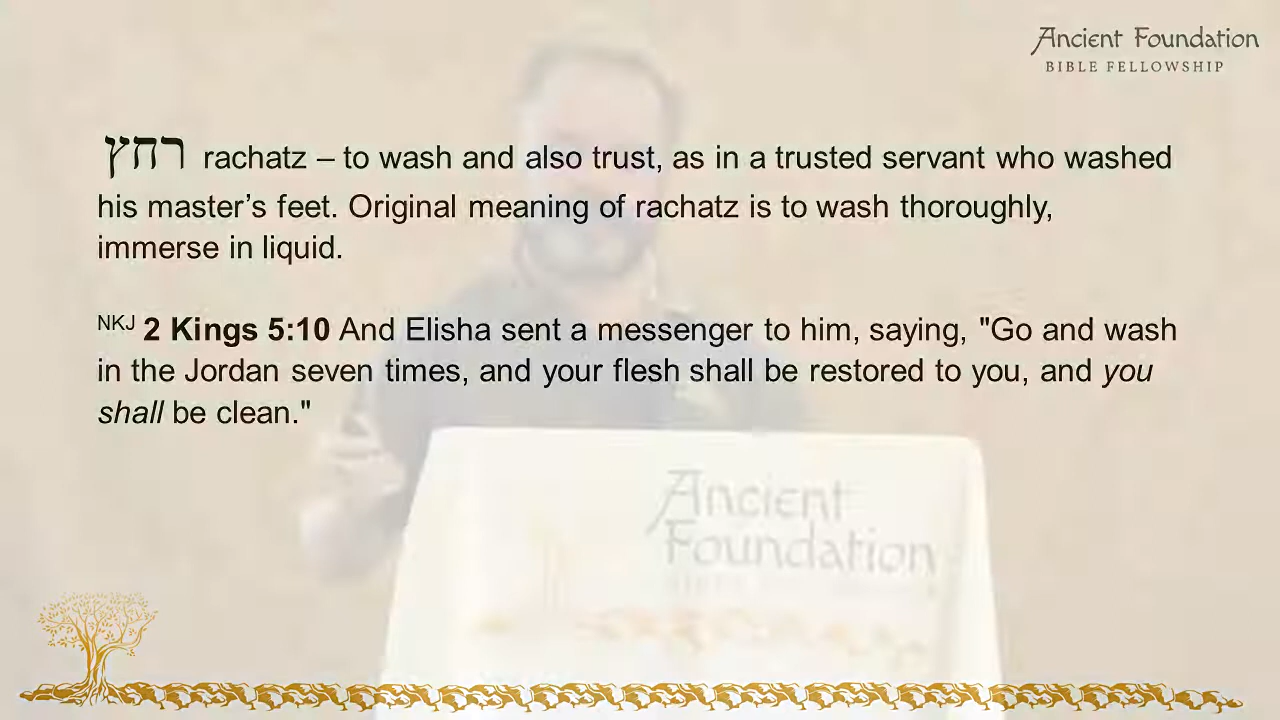 Ancient Foundation
BIBLE FELLOWSHIP
רחץ rachatz – to wash and also trust, as in a trusted servant who washed
his master’s feet. Original meaning of rachatz is to wash thoroughly,
immerse in liquid.
NKJ 2 Kings 5:10 And Elisha sent a messenger to him, saying, "Go and wash
in the Jordan seven times, and your flesh shall be restored to you, and you
shall be clean."
Ancient
Foundation